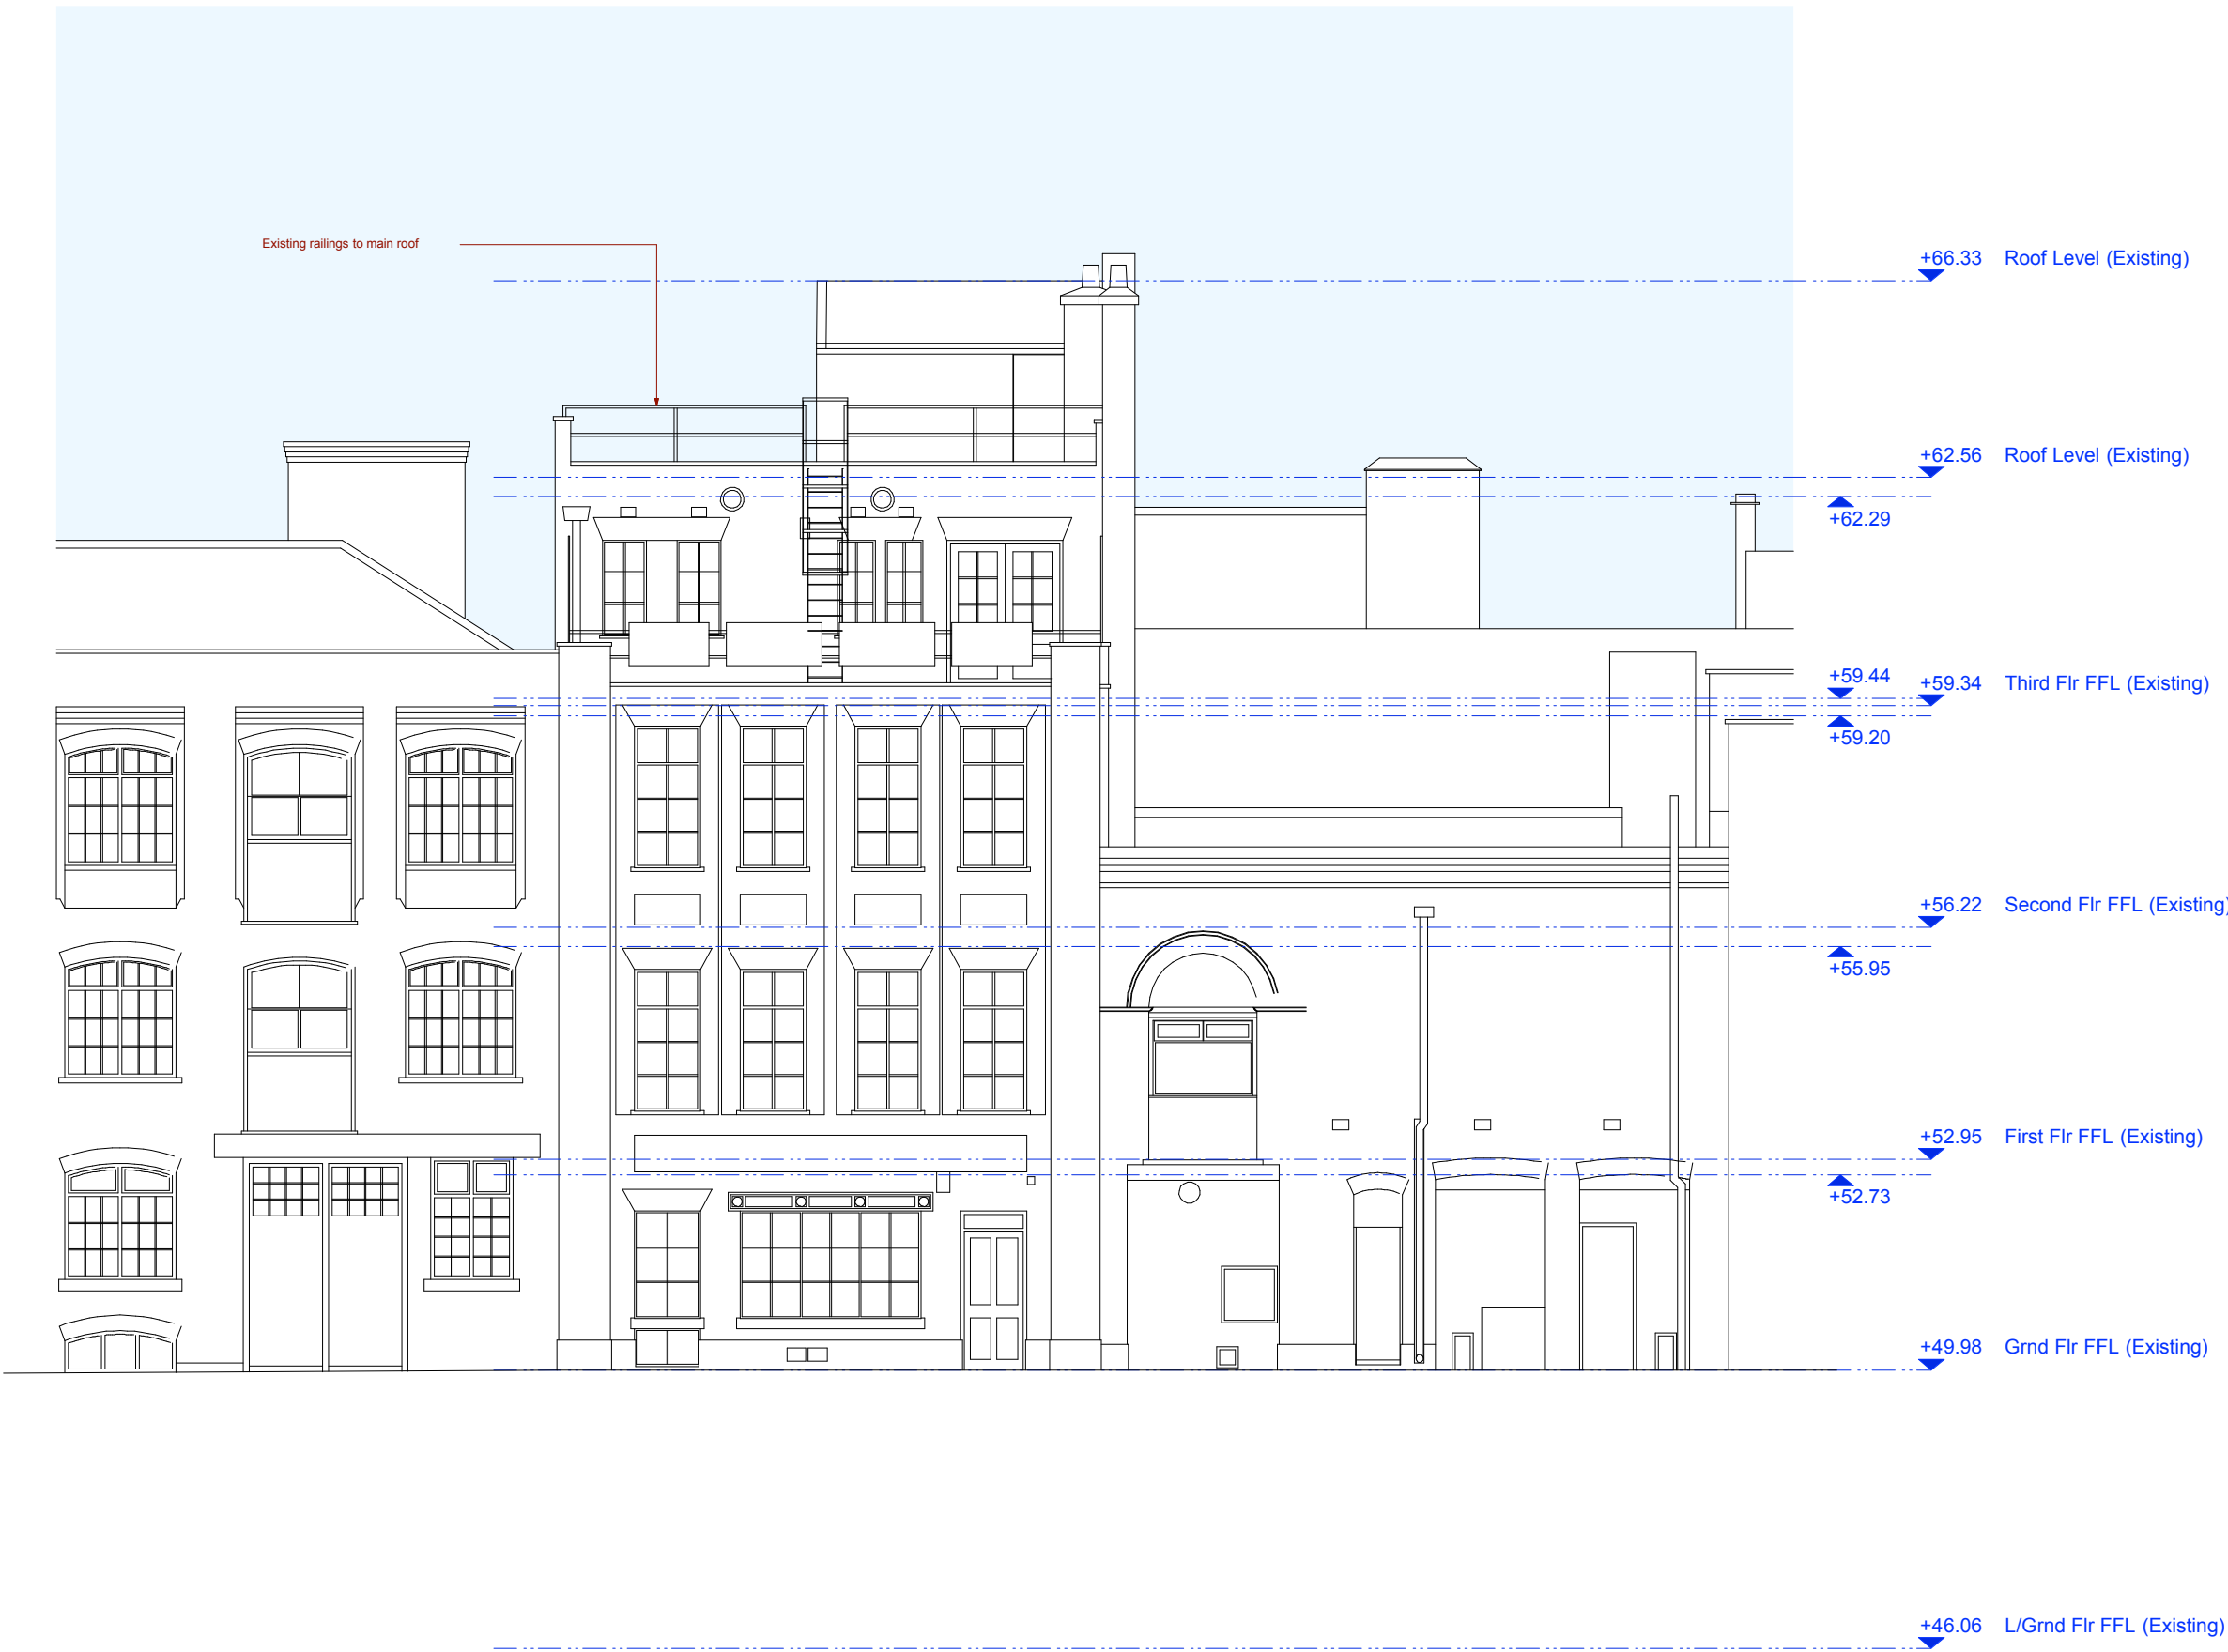 Existing railings to main roof
+66.33 Roof Level (Existing)
+62.56 Roof Level (Existing)
+62.29
+59.44
+59.34 Third Flr FFL (Existing)
+59.20
+56.22 Second Flr FFL (Existing)
+55.95
+52.95 First Flr FFL (Existing)
+52.73
+49.98 Grnd Flr FFL (Existing)
+46.06 L/Grnd Flr FFL (Existing)